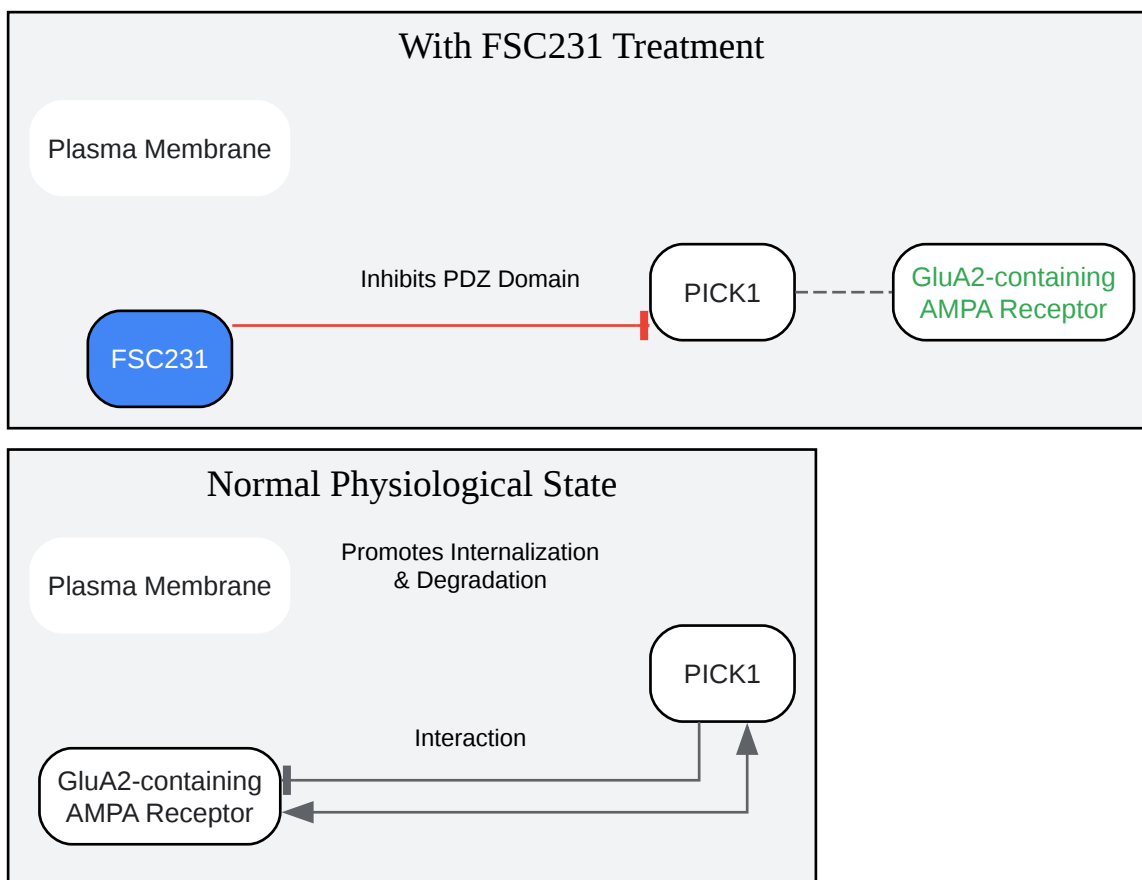 With FSC231 Treatment
Plasma Membrane
Inhibits PDZ Domain
PICK1
GluA2-containing
AMPA Receptor
FSC231
Normal Physiological State
Plasma Membrane
Promotes Internalization
& Degradation
PICK1
Interaction
GluA2-containing
AMPA Receptor